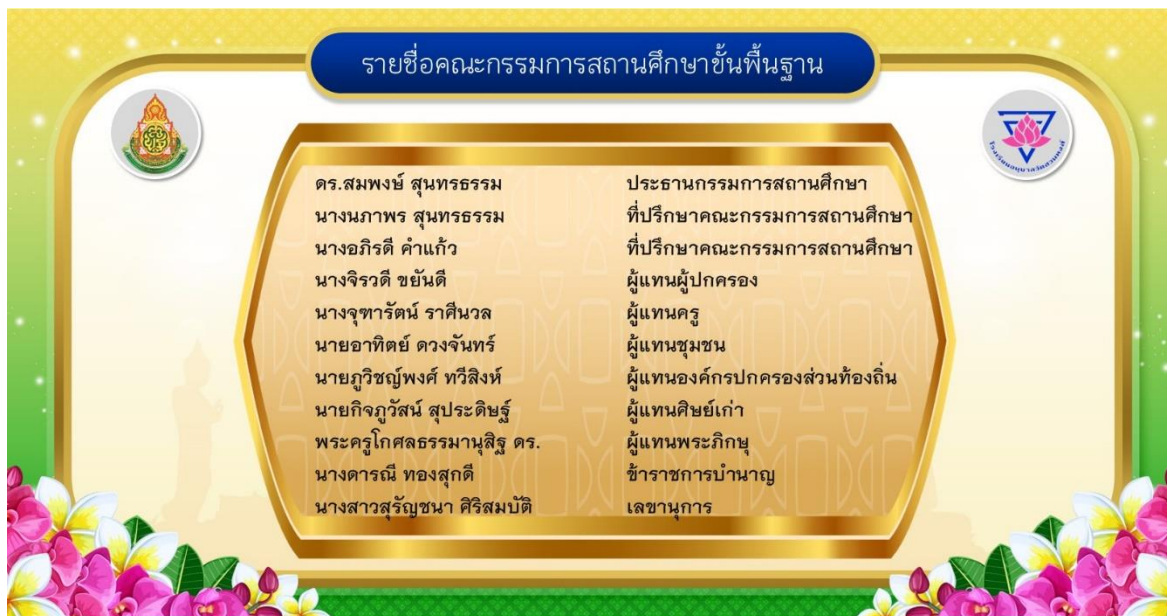 รายชื่อคณะกรรมการสถานศึกษาขั้นพื้นฐาน
ดร.สมพงษ์ สุนทรธรรม ประธานกรรมการสถานศึกษา
นางนภาพร สุนทรธรรม ที่ปรึกษาคณะกรรมการสถานศึกษา
นางอภิรดี คำแก้ว ที่ปรึกษาคณะกรรมการสถานศึกษา
นางจิรวดี ขยันดี ผู้แทนผู้ปกครอง
นางจุฑารัตน์ ราศีนวล ผู้แทนครู
นายอาทิตย์ ดวงจันทร์ ผู้แทนชุมชน
นายภูวิชญ์พงศ์ ทวีสิงห์ ผู้แทนองค์กรปกครองส่วนท้องถิ่น
นายกิจภูวัสน์ สุประดิษฐ์ ผู้แทนศิษย์เก่า
พระครูโกศลธรรมานุสิฐ ดร. ผู้แทนพระภิกษุ
นางดารณี ทองสุกดี ข้าราชการบำนาญ
นางสาวสุรัญชนา ศิริสมบัติ เลขานุการ